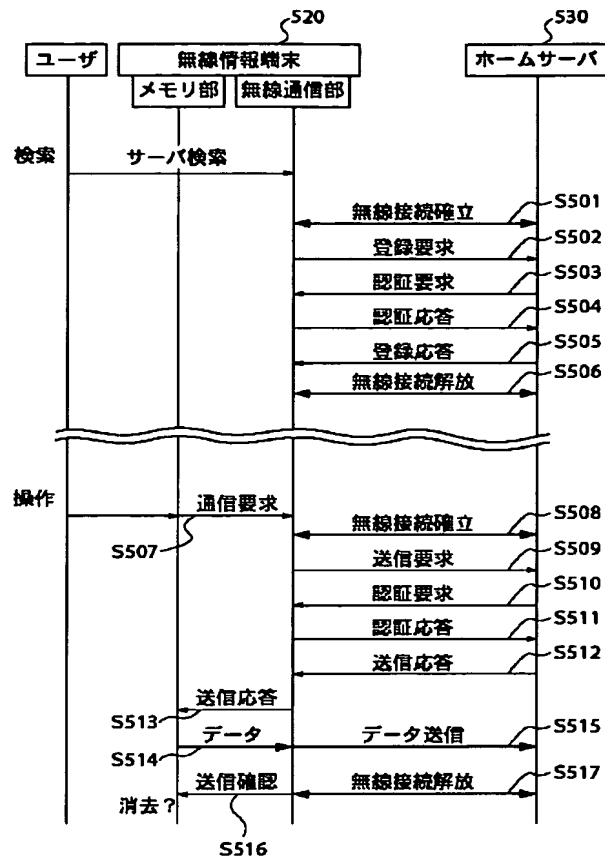 520
530
ユーザ
無線情報端末
ホームサーバ
メモリ部
無線通信部
検索
サーバ検索
無線接続確立
S501
登録要求
S502
認証要求
S503
認証応答
S504
登録応答
S505
無線接続解放
S506
操作
通信要求
S507
無線接続確立
S508
送信要求
S509
認証要求
S510
認証応答
S511
送信応答
S512
送信応答
S513
データ
S514
データ送信
S515
消去?
送信確認
S516
無線接続解放
S517